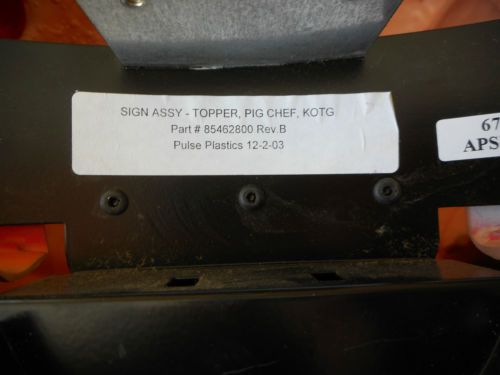 SIGN ASSY - TOPPER, PIG CHEF, KOTG
Part # 85462800 Rev.B
Pulse Plastics 12-2-03
67
APS